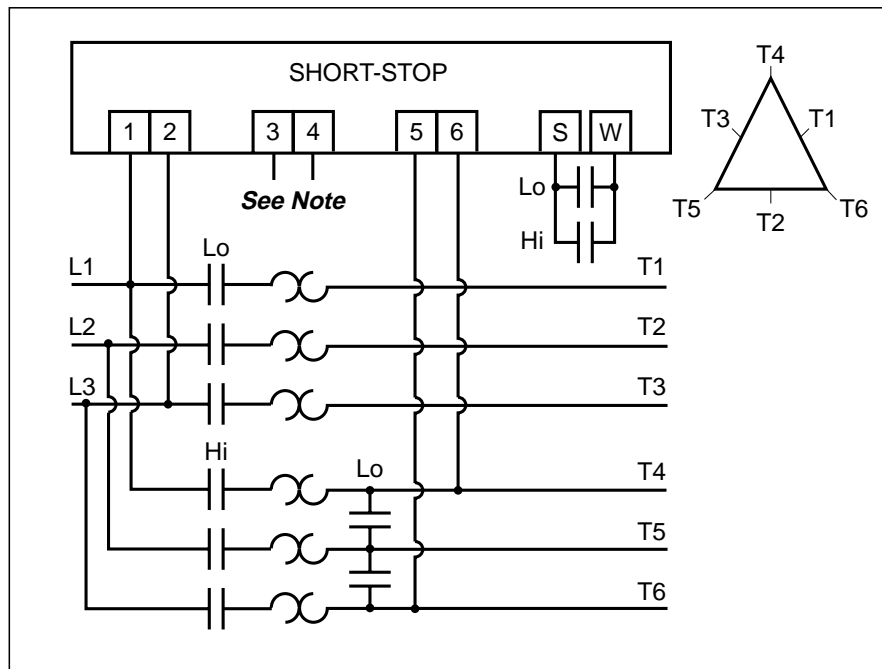 SHORT-STOP
1 2 3 4 5 6 S W
See Note
Lo
Hi
T4
T3 T1
T5 T2 T6
L1 Lo T1
L2 T2
L3 T3
Hi Lo T4
T5
T6